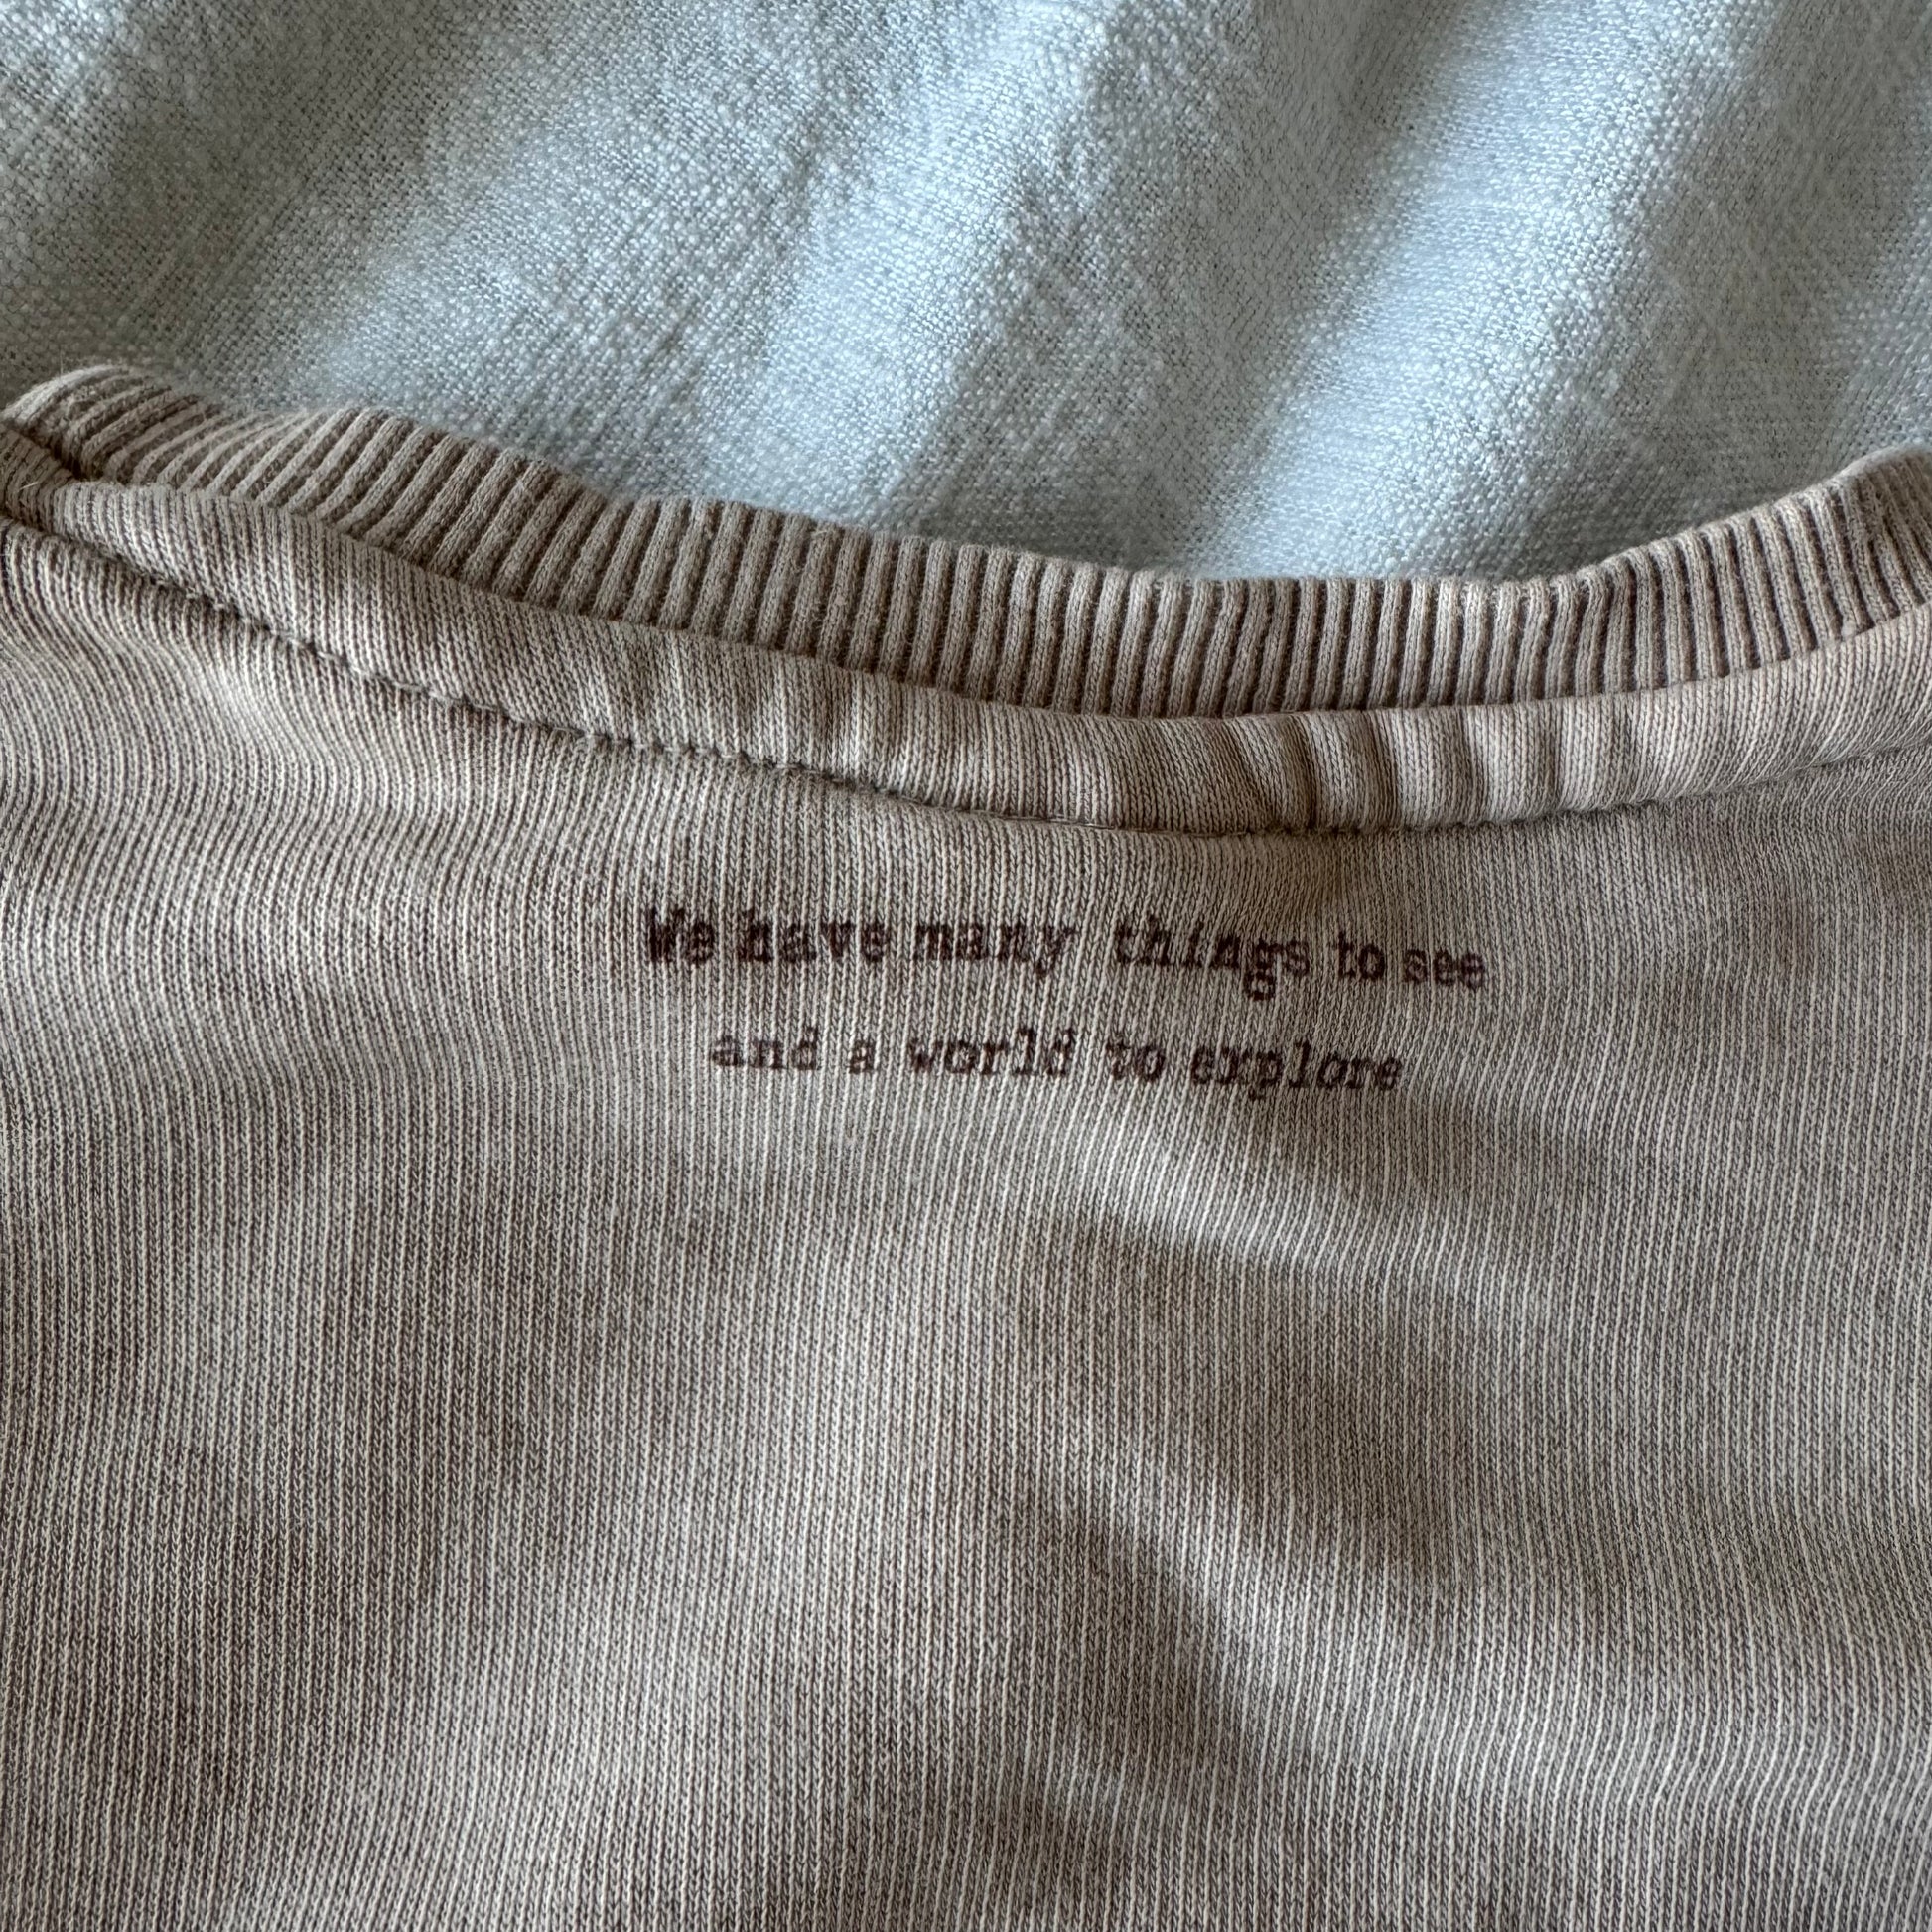 We have many things to see
and a world to explore